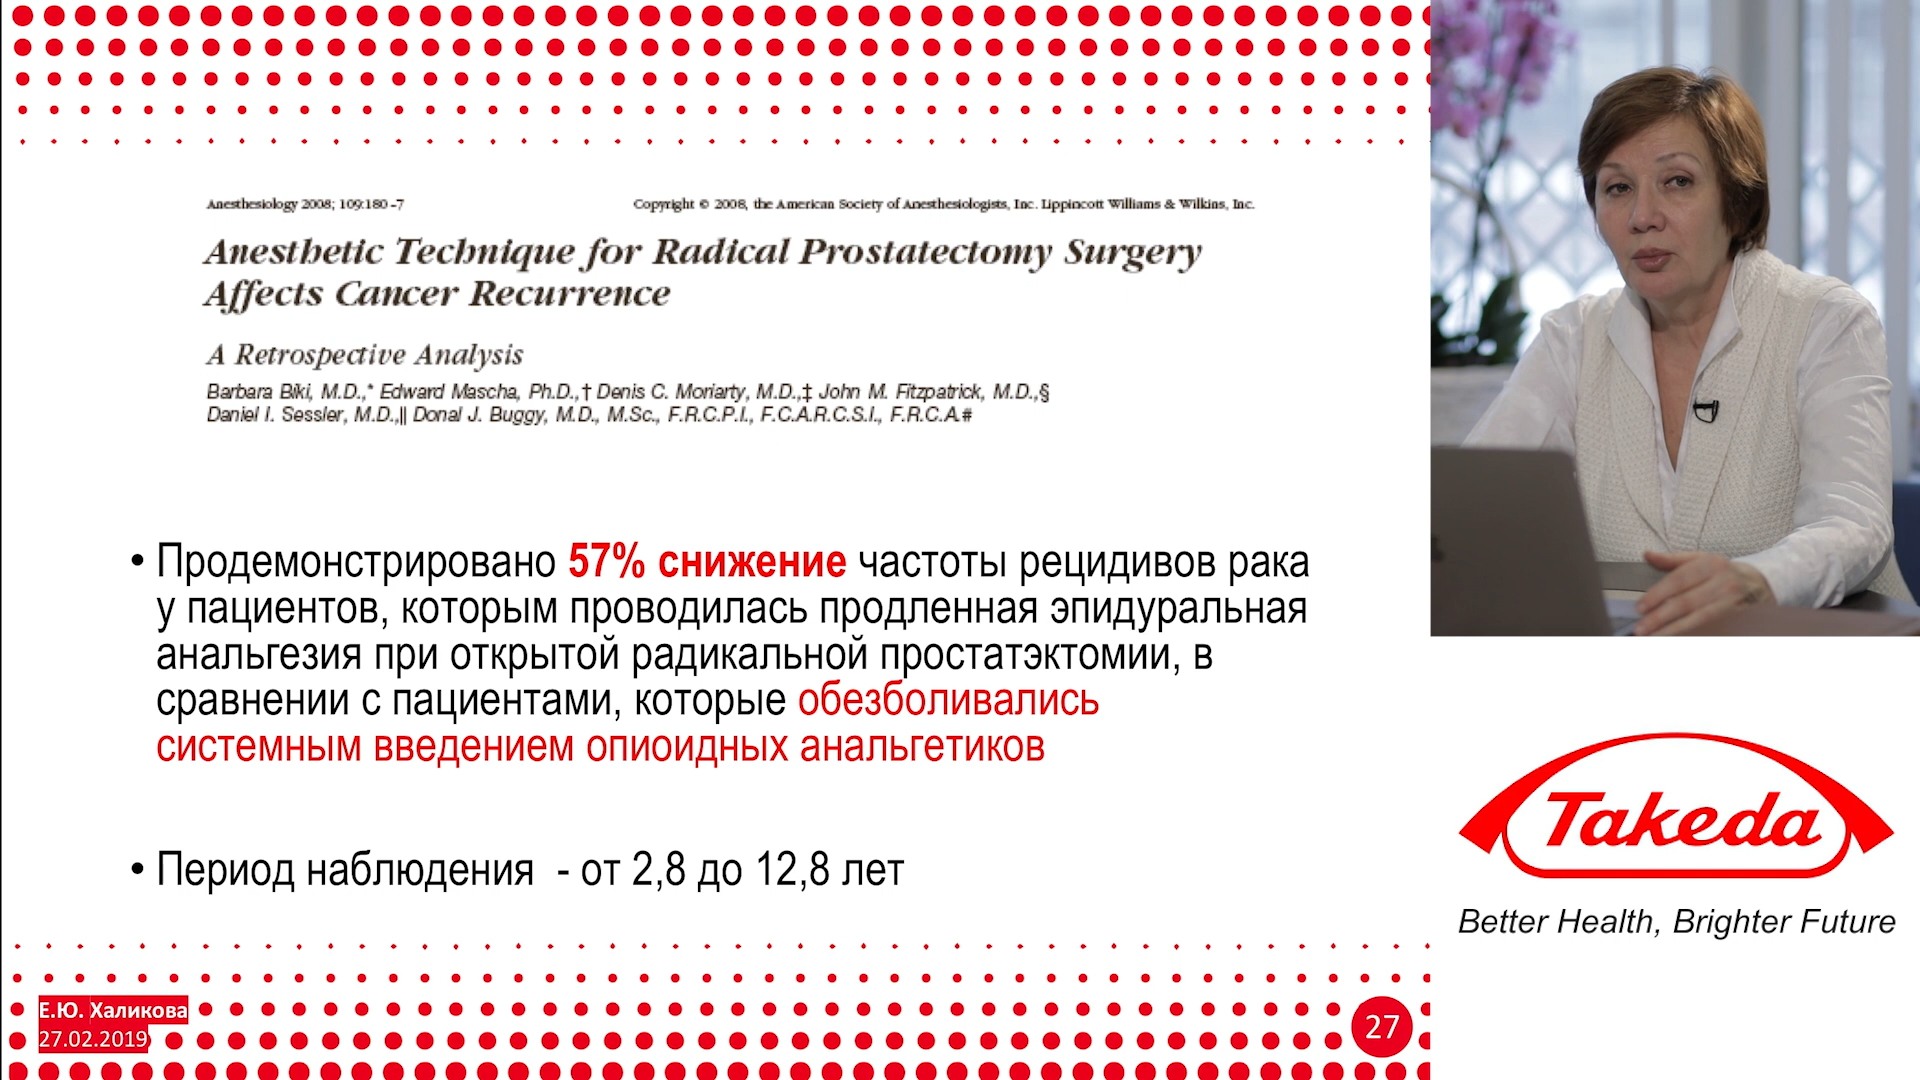 Anesthesiology 2008; 109:180–7
Copyright © 2008, the American Society of Anesthesiologists, Inc. Lippincott Williams & Wilkins, Inc.
Anesthetic Technique for Radical Prostatectomy Surgery
Affects Cancer Recurrence
A Retrospective Analysis
Barbara Biki, M.D.,* Edward Mascha, Ph.D.,† Denis C. Moriarty, M.D.,‡ John M. Fitzpatrick, M.D.,§
Daniel I. Sessler, M.D.,|| Donal J. Buggy, M.D., M.Sc., F.R.C.P.I., F.C.A.R.C.S.I., F.R.C.A.#
• Продемонстрировано 57% снижение частоты рецидивов рака
у пациентов, которым проводилась продленная эпидуральная
анальгезия при открытой радикальной простатэктомии, в
сравнении с пациентами, которые обезболивались
системным введением опиоидных анальгетиков
• Период наблюдения - от 2,8 до 12,8 лет
Е.Ю. Халикова
27.02.2019
27
Takeda
Better Health, Brighter Future